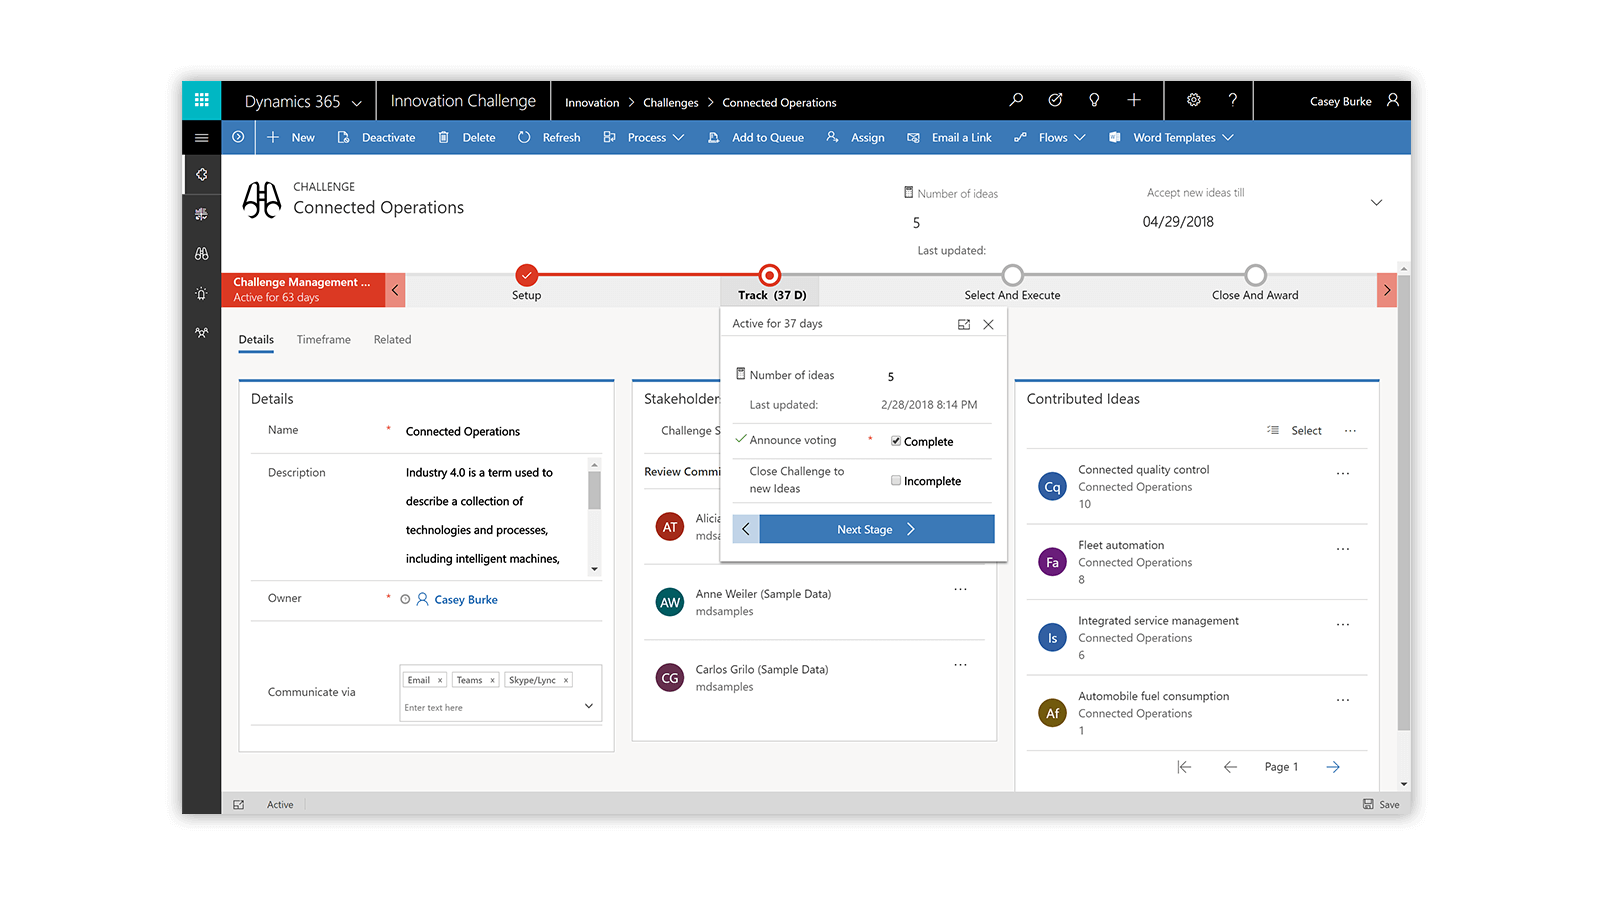 Dynamics 365
Innovation Challenge
Innovation > Challenges > Connected Operations
?
Casey Burke
New
Deactivate
Delete
Refresh
Process
Add to Queue
Assign
Email a Link
Flows
Word Templates
CHALLENGE
Connected Operations
Number of ideas
5
Last updated:
Accept new ideas till
04/29/2018
Challenge Management ...
Active for 63 days
Setup
Track (37 D)
Select And Execute
Close And Award
Details
Timeframe
Related
Details
Name
*
Connected Operations
Description
Industry 4.0 is a term used to
describe a collection of
technologies and processes,
including intelligent machines,
Owner
*
Casey Burke
Communicate via
Email x
Teams x
Skype/Lync x
Enter text here
Stakeholder
Challenge S
Review Commi
AT
Alicia
mdsa
AW
Anne Weiler (Sample Data)
mdsamples
...
CG
Carlos Grilo (Sample Data)
mdsamples
...
Active for 37 days
Number of ideas
5
Last updated:
2/28/2018 8:14 PM
Announce voting
*
Complete
Close Challenge to
new Ideas
Incomplete
Next Stage
Contributed Ideas
Select
...
Cq
Connected quality control
Connected Operations
10
...
Fa
Fleet automation
Connected Operations
8
...
Is
Integrated service management
Connected Operations
6
...
Af
Automobile fuel consumption
Connected Operations
1
...
Page 1
Active
Save